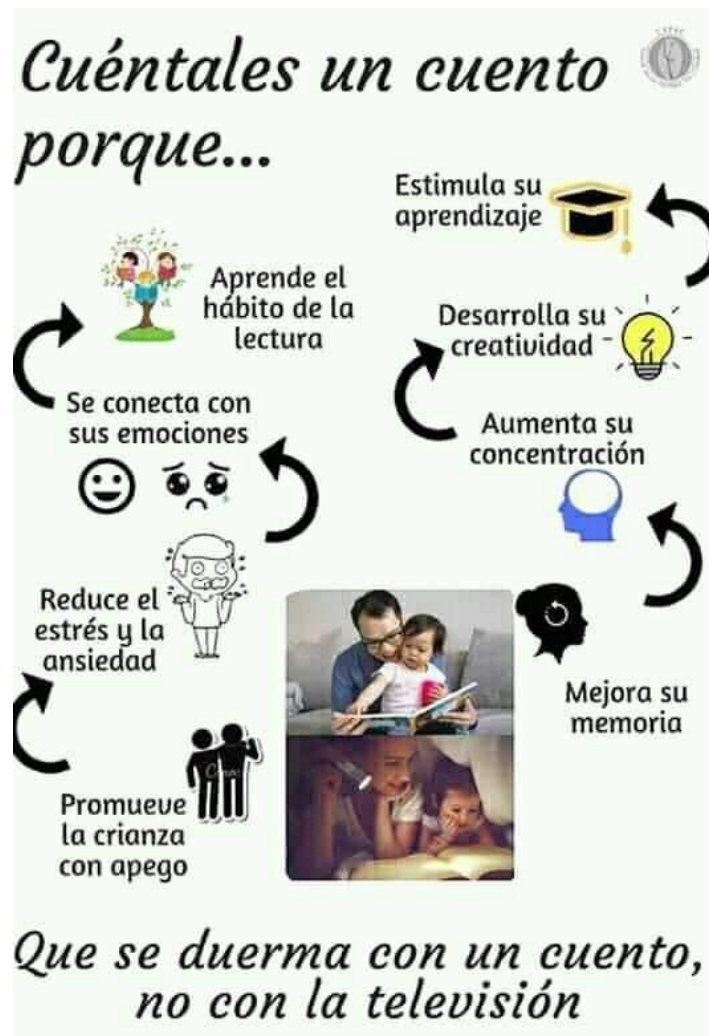 Cuéntales un cuento
porque...
Estimula su
aprendizaje
Aprende el
hábito de la
lectura
Desarrolla su
creatividad
Se conecta con
sus emociones
Aumenta su
concentración
Reduce el
estrés y la
ansiedad
Mejora su
memoria
Promueve
la crianza
con apego
Que se duerma con un cuento,
no con la televisión